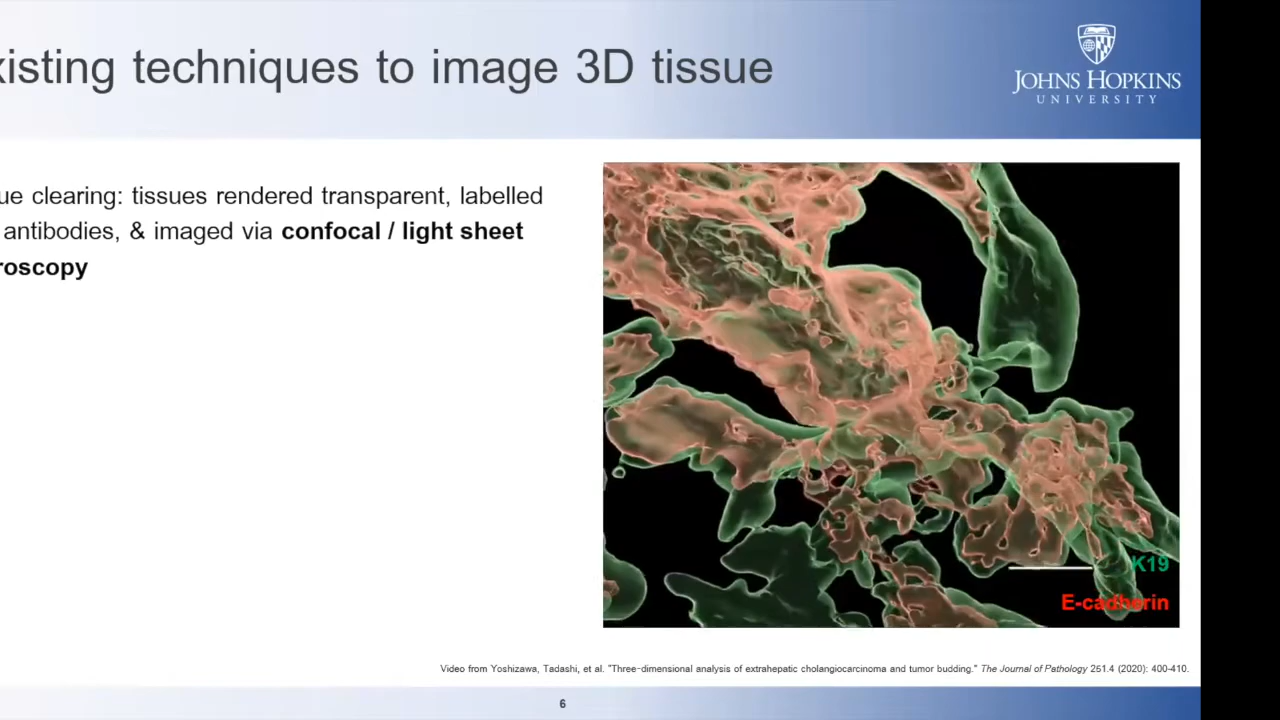 xisting techniques to image 3D tissue
JOHNS HOPKINS
UNIVERSITY
ue clearing: tissues rendered transparent, labelled
antibodies, & imaged via confocal / light sheet
roscopy
K19
E-cadherin
Video from Yoshizawa, Tadashi, et al. "Three-dimensional analysis of extrahepatic cholangiocarcinoma and tumor budding." The Journal of Pathology 251.4 (2020): 400-410.
6